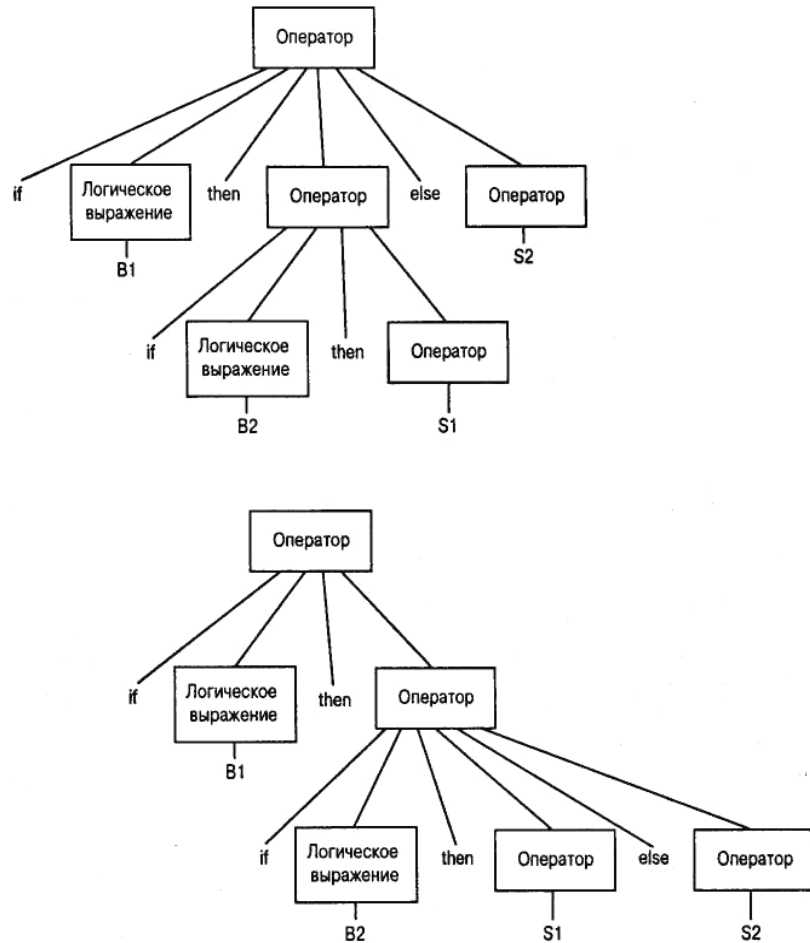 Оператор
if
Логическое
выражение
then
Оператор
else
Оператор
B1
S2
if
Логическое
выражение
then
Оператор
B2
S1
Оператор
if
Логическое
выражение
then
Оператор
B1
if
Логическое
выражение
then
Оператор
else
Оператор
B2
S1
S2